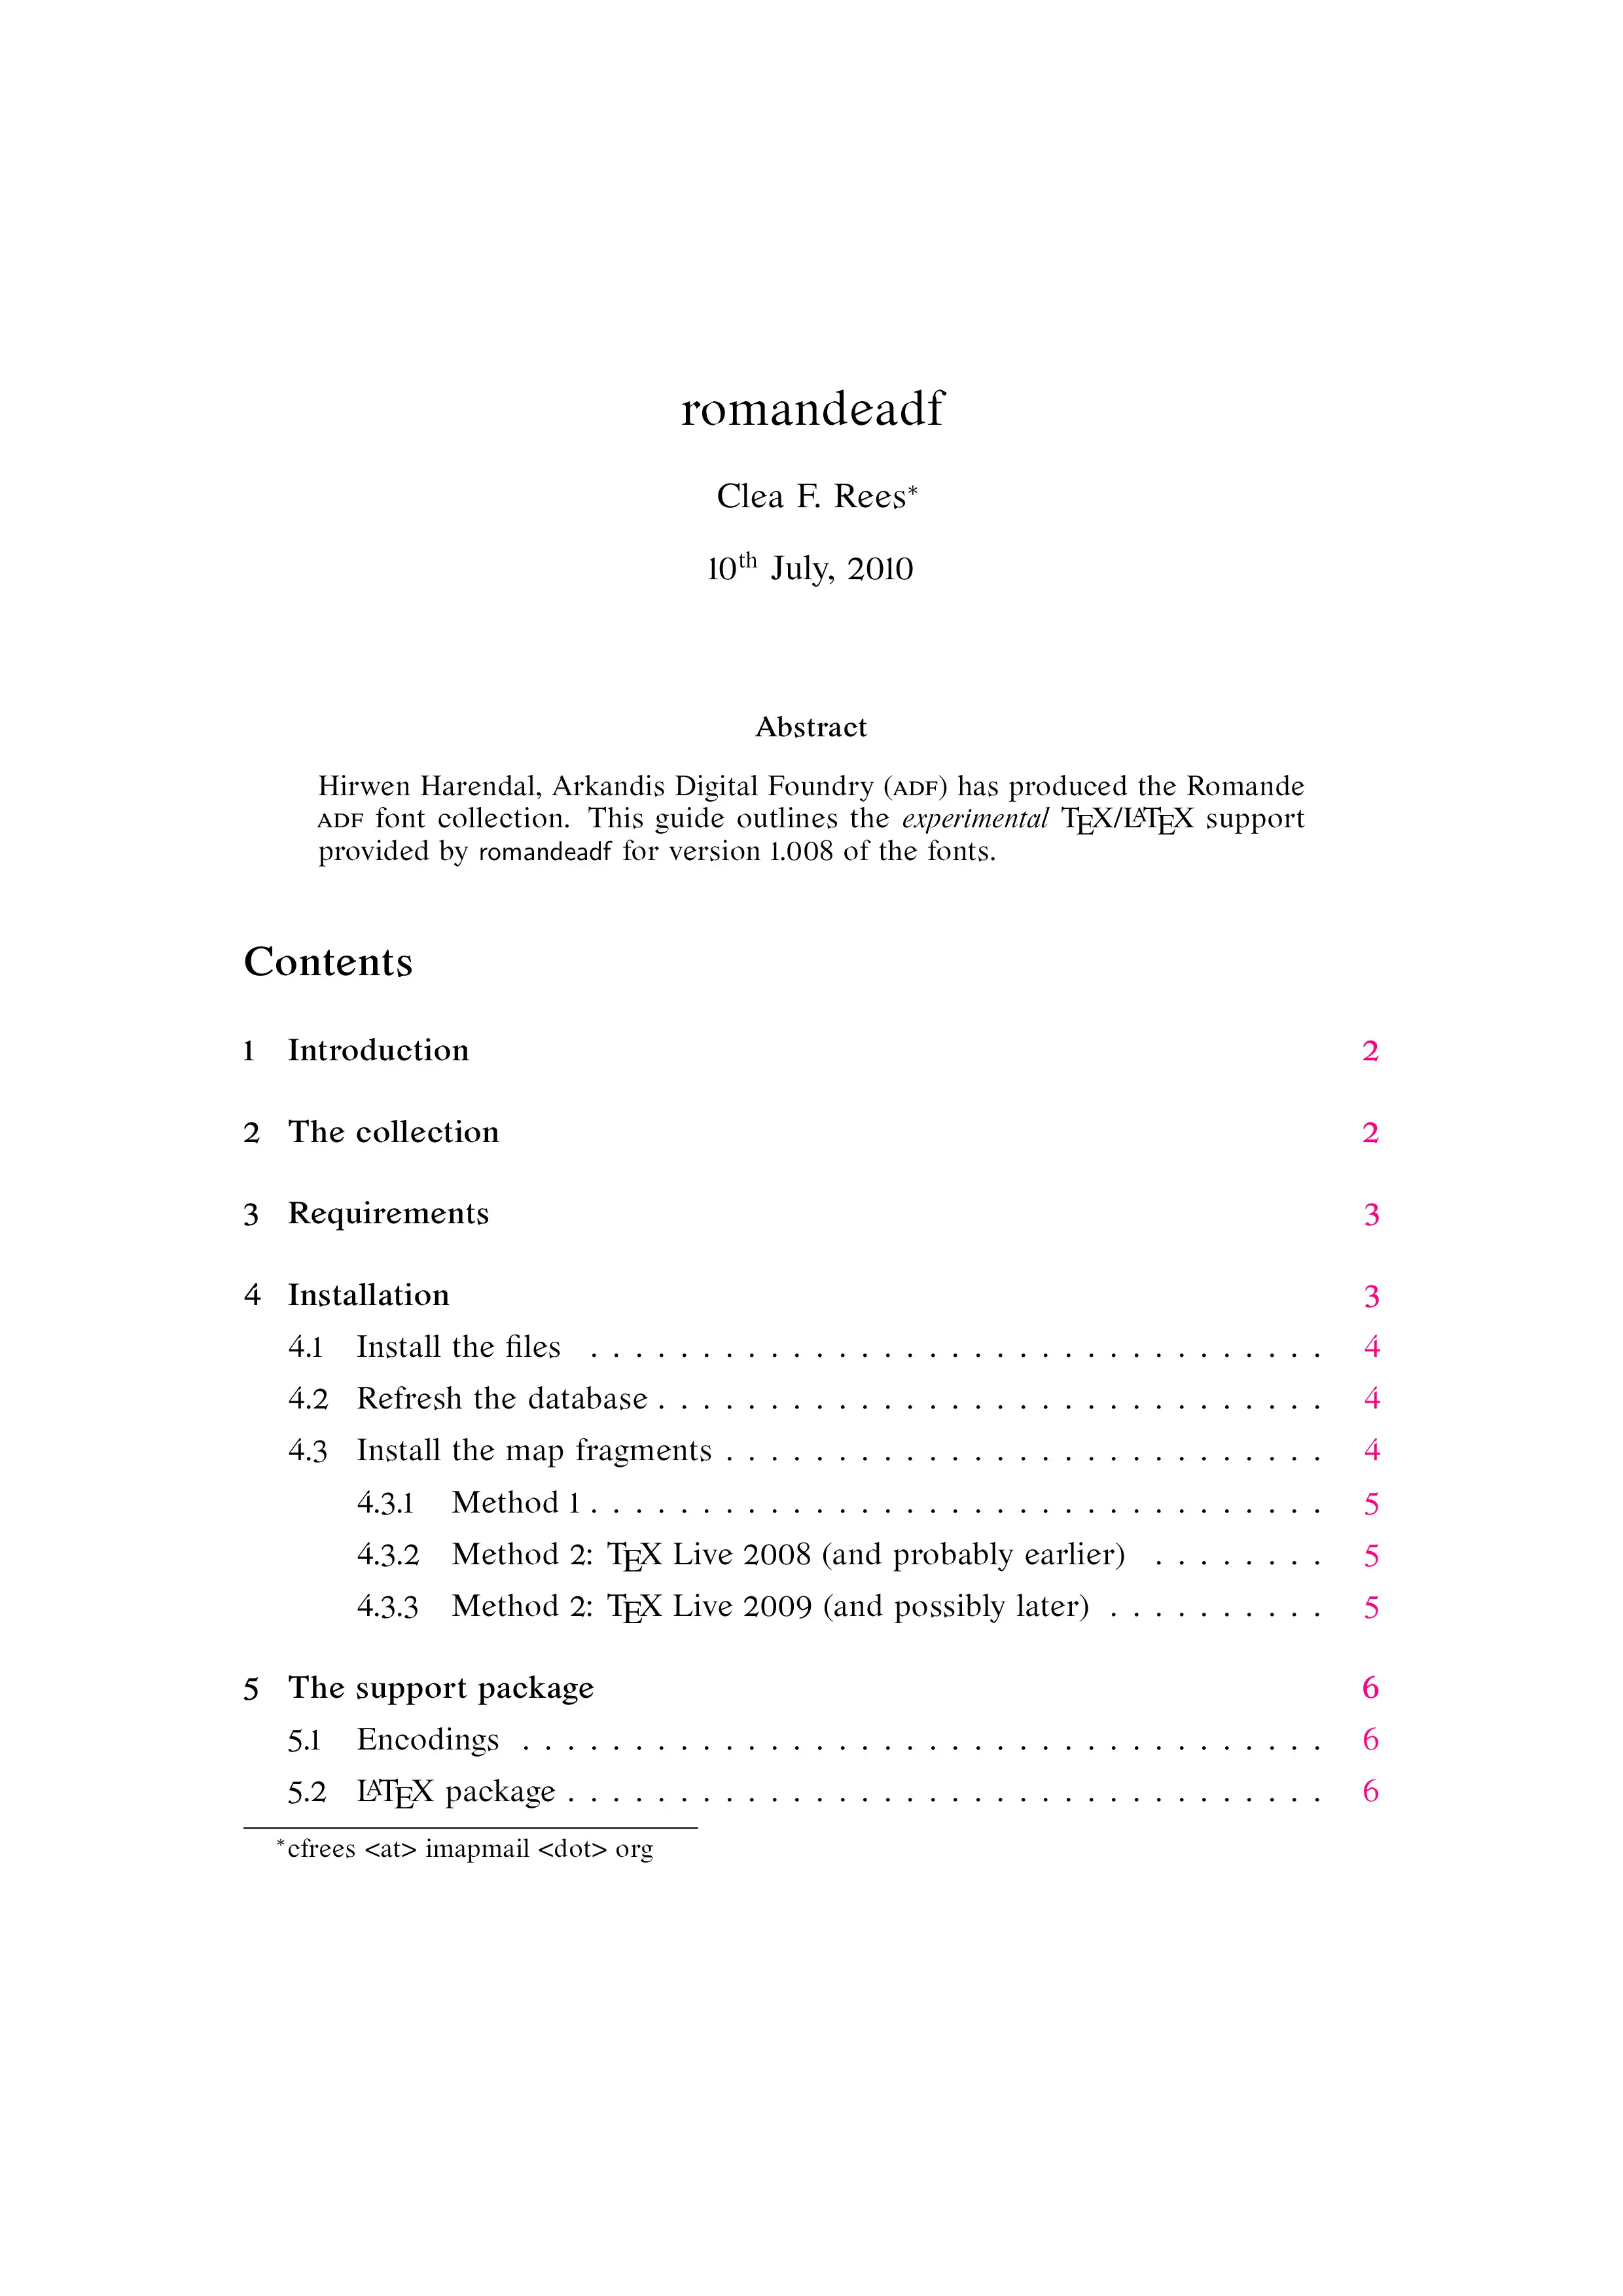 romandeadf
Clea F. Rees*
10th July, 2010
Abstract
Hirwen Harendal, Arkandis Digital Foundry (ADF) has produced the Romande
ADF font collection. This guide outlines the experimental TEX/LATEX support
provided by romandeadf for version 1.008 of the fonts.
Contents
1 Introduction 2
2 The collection 2
3 Requirements 3
4 Installation 3
4.1 Install the files . . . . . . . . . . . . . . . . . . . . . . . . . . . . . . . . . 4
4.2 Refresh the database . . . . . . . . . . . . . . . . . . . . . . . . . . . . . . 4
4.3 Install the map fragments . . . . . . . . . . . . . . . . . . . . . . . . . . . 4
4.3.1 Method 1 . . . . . . . . . . . . . . . . . . . . . . . . . . . . . . . . . 5
4.3.2 Method 2: TEX Live 2008 (and probably earlier) . . . . . . . . 5
4.3.3 Method 2: TEX Live 2009 (and possibly later) . . . . . . . . . . 5
5 The support package 6
5.1 Encodings . . . . . . . . . . . . . . . . . . . . . . . . . . . . . . . . . . . . 6
5.2 LATEX package . . . . . . . . . . . . . . . . . . . . . . . . . . . . . . . . . . 6
*cfrees <at> imapmail <dot> org